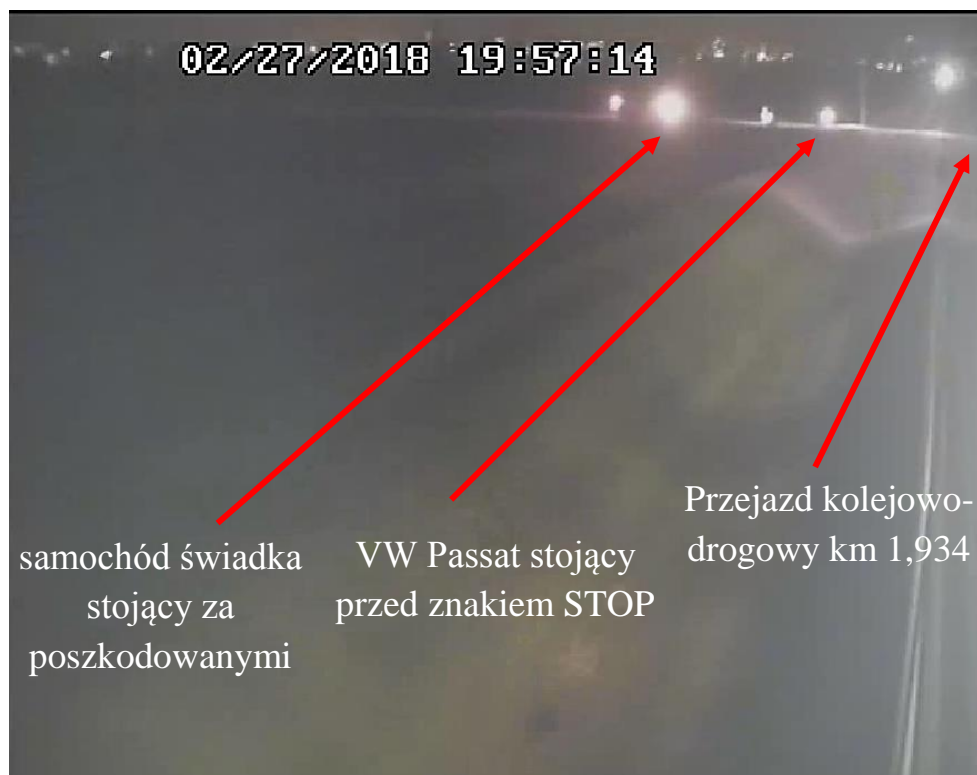 02/27/2018 19:57:14
samochód świadka
stojący za
poszkodowanymi
VW Passat stojący
przed znakiem STOP
Przejazd kolejowo-
drogowy km 1,934